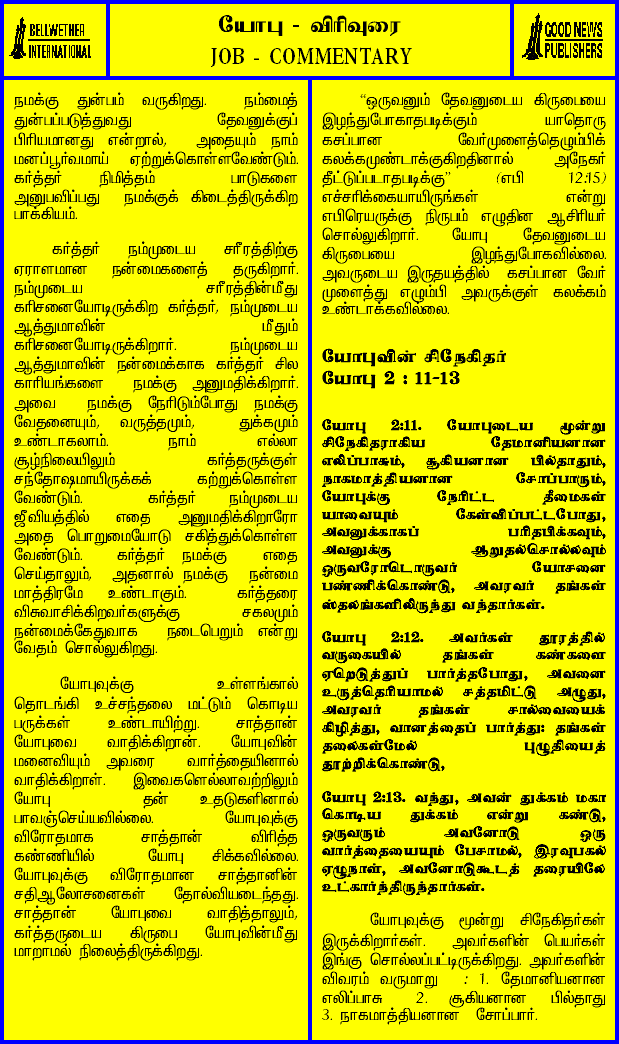 BELLWETHER
INTERNATIONAL
யோபு - விரிவுரை
JOB - COMMENTARY
GOOD NEWS
PUBLISHERS
நமக்கு துன்பம் வருகிறது. நம்மைத்
துன்பப்படுத்துவது தேவனுக்குப்
பிரியமானது என்றால், அதையும் நாம்
மனப்பூர்வமாய் ஏற்றுக்கொள்ளவேண்டும்.
கர்த்தர் நிமித்தம் பாடுகளை
அனுபவிப்பது நமக்குக் கிடைத்திருக்கிற
பாக்கியம்.
கர்த்தர் நம்முடைய சரீரத்திற்கு
ஏராளமான நன்மைகளைத் தருகிறார்.
நம்முடைய சரீரத்தின்மீது
கரிசனையோடிருக்கிற கர்த்தர், நம்முடைய
ஆத்துமாவின் மீதும்
கரிசனையோடிருக்கிறார். நம்முடைய
ஆத்துமாவின் நன்மைக்காக கர்த்தர் சில
காரியங்களை நமக்கு அனுமதிக்கிறார்.
அவை நமக்கு நேரிடும்போது நமக்கு
வேதனையும், வருத்தமும், துக்கமும்
உண்டாகலாம். நாம் எல்லா
சூழ்நிலையிலும் கர்த்தருக்குள்
சந்தோஷமாயிருக்கக் கற்றுக்கொள்ள
வேண்டும். கர்த்தர் நம்முடைய
ஜீவியத்தில் எதை அனுமதிக்கிறாரோ
அதை பொறுமையோடு சகித்துக்கொள்ள
வேண்டும். கர்த்தர் நமக்கு எதை
செய்தாலும், அதனால் நமக்கு நன்மை
மாத்திரமே உண்டாகும். கர்த்தரை
விசுவாசிக்கிறவர்களுக்கு சகலமும்
நன்மைக்கேதுவாக நடைபெறும் என்று
வேதம் சொல்லுகிறது.
யோபுவுக்கு உள்ளங்கால்
தொடங்கி உச்சந்தலை மட்டும் கொடிய
பருக்கள் உண்டாயிற்று. சாத்தான்
யோபுவை வாதிக்கிறான். யோபுவின்
மனைவியும் அவரை வார்த்தையினால்
வாதிக்கிறாள். இவைகளெல்லாவற்றிலும்
யோபு தன் உதடுகளினால்
பாவஞ்செய்யவில்லை. யோபுவுக்கு
விரோதமாக சாத்தான் விரித்த
கண்ணியில் யோபு சிக்கவில்லை.
யோபுவுக்கு விரோதமான சாத்தானின்
சதிஆலோசனைகள் தோல்வியடைந்தது.
சாத்தான் யோபுவை வாதித்தாலும்,
கர்த்தருடைய கிருபை யோபுவின்மீது
மாறாமல் நிலைத்திருக்கிறது.
“ஒருவனும் தேவனுடைய கிருபையை
இழந்துபோகாதபடிக்கும் யாதொரு
கசப்பான வேர்முளைத்தெழும்பிக்
கலக்கமுண்டாக்குகிறதினால் அநேகர்
தீட்டுப்படாதபடிக்கு” (எபி 12:15)
எச்சரிக்கையாயிருங்கள் என்று
எபிரெயருக்கு நிருபம் எழுதின ஆசிரியர்
சொல்லுகிறார். யோபு தேவனுடைய
கிருபையை இழந்துபோகவில்லை.
அவருடைய இருதயத்தில் கசப்பான வேர்
முளைத்து எழும்பி அவருக்குள் கலக்கம்
உண்டாக்கவில்லை.
யோபுவின் சிநேகிதர்
யோபு 2 : 11-13
யோபு 2:11. யோபுடைய மூன்று
சிநேகிதராகிய தேமானியனான
எலிப்பாசும், சூகியனான பில்தாதும்,
நாகமாத்தியனான சோப்பாரும்,
யோபுக்கு நேரிட்ட தீமைகள்
யாவையும் கேள்விப்பட்டபோது,
அவனுக்காகப் பரிதபிக்கவும்,
அவனுக்கு ஆறுதல்சொல்லவும்
ஒருவரோடொருவர் யோசனை
பண்ணிக்கொண்டு, அவரவர் தங்கள்
ஸ்தலங்களிலிருந்து வந்தார்கள்.
யோபு 2:12. அவர்கள் தூரத்தில்
வருகையில் தங்கள் கண்களை
ஏறெடுத்துப் பார்த்தபோது, அவனை
உருத்தெரியாமல் சத்தமிட்டு அழுது,
அவரவர் தங்கள் சால்வையைக்
கிழித்து, வானத்தைப் பார்த்து: தங்கள்
தலைகள்மேல் புழுதியைத்
தூற்றிக்கொண்டு,
யோபு 2:13. வந்து, அவன் துக்கம் மகா
கொடிய துக்கம் என்று கண்டு,
ஒருவரும் அவனோடு ஒரு
வார்த்தையையும் பேசாமல், இரவுபகல்
ஏழுநாள், அவனோடுகூடத் தரையிலே
உட்கார்ந்திருந்தார்கள்.
யோபுவுக்கு மூன்று சிநேகிதர்கள்
இருக்கிறார்கள். அவர்களின் பெயர்கள்
இங்கு சொல்லப்பட்டிருக்கிறது. அவர்களின்
விவரம் வருமாறு : 1. தேமானியனான
எலிப்பாசு 2. சூகியனான பில்தாது
3. நாகமாத்தியனான சோப்பார்.